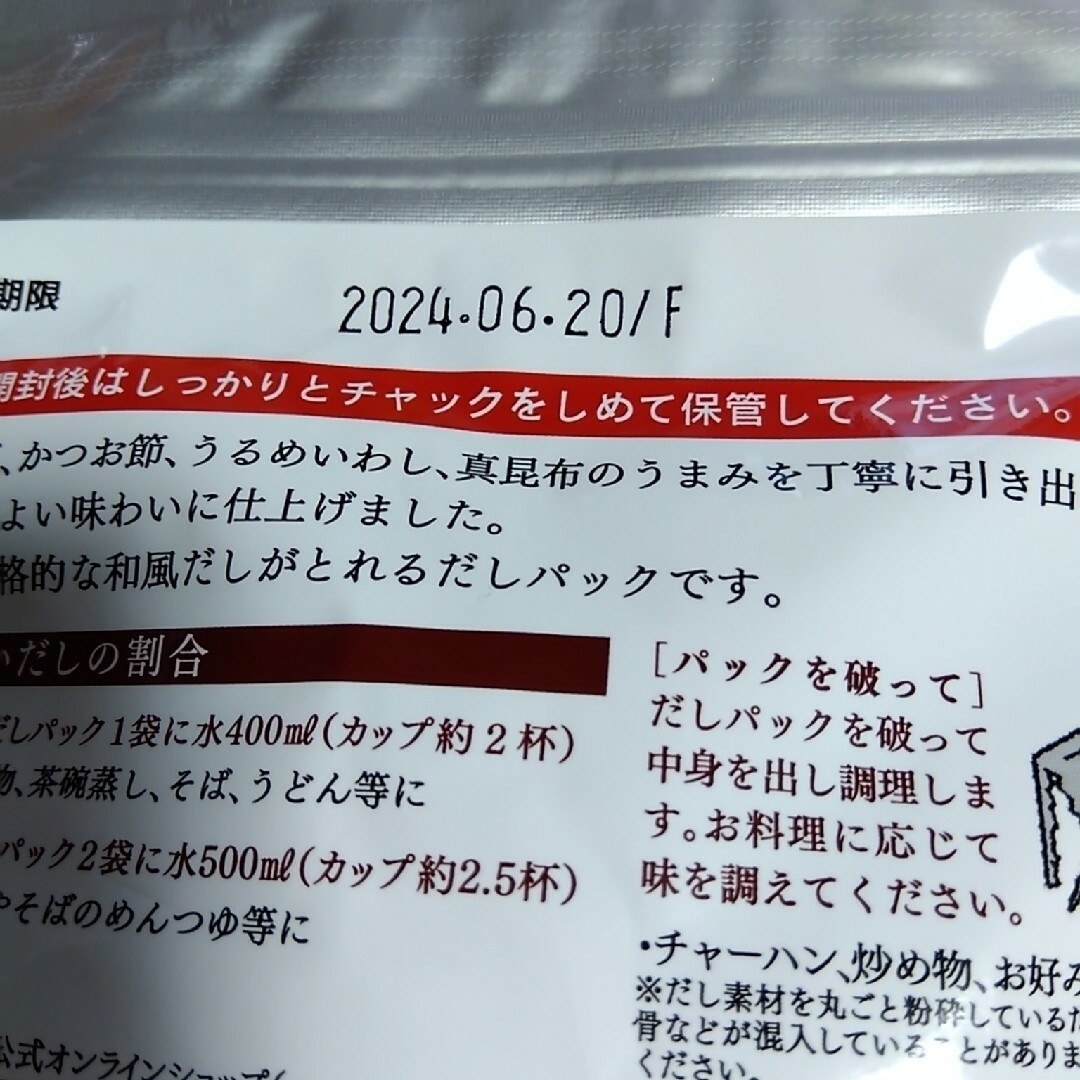 期限
2024.06.20/F
開封後はしっかりとチャックをしめて保管してください。
、かつお節、うるめいわし、真昆布のうまみを丁寧に引き出
よい味わいに仕上げました。
格的な和風だしがとれるだしパックです。
いだしの割合
だしパック1袋に水400㎖(カップ約2杯)
物、茶碗蒸し、そば、うどん等に
パック2袋に水500㎖(カップ約2.5杯)
やそばのめんつゆ等に
公式オンラインショップ
[パックを破って]
だしパックを破って
中身を出し調理しま
す。お料理に応じて
味を調えてください。
・チャーハン、炒め物、お好み
※だし素材を丸ごと粉砕しているた
骨などが混入していることがありま
ください。